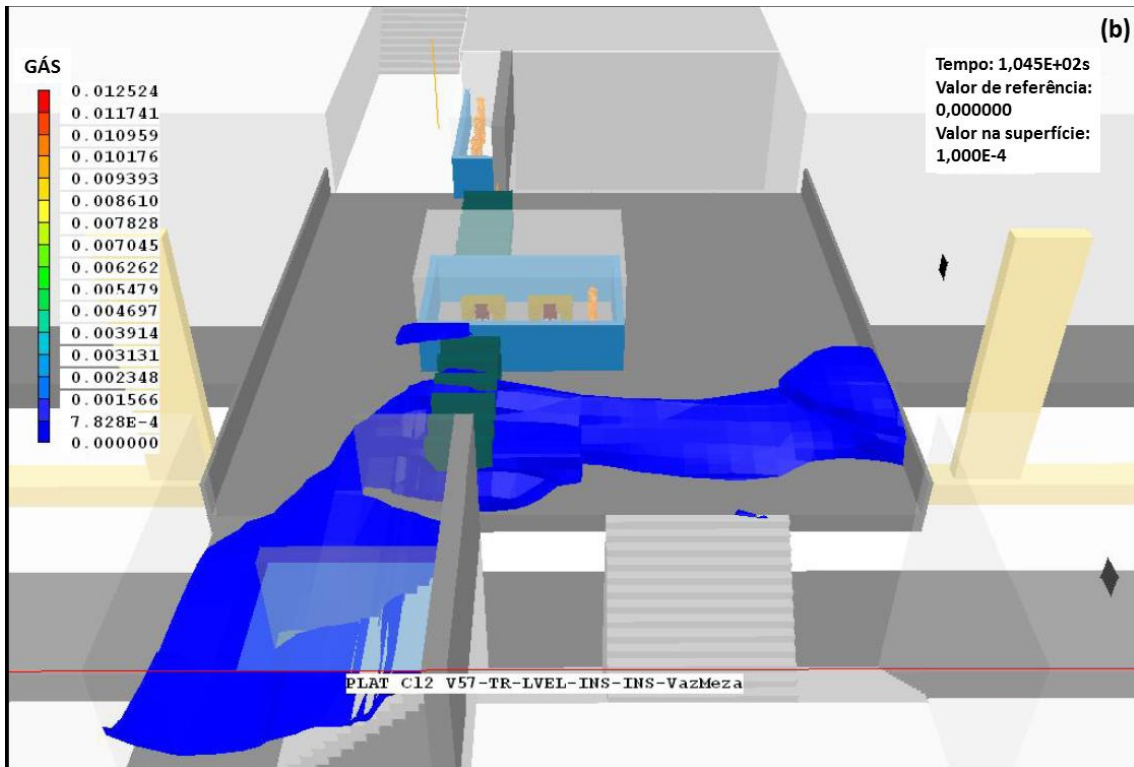 (b)
GÁS
0.012524
0.011741
0.010959
0.010176
0.009393
0.008610
0.007828
0.007045
0.006262
0.005479
0.004697
0.003914
0.003131
0.002348
0.001566
7.828E-4
0.000000
Tempo: 1,045E+02s
Valor de referência:
0,000000
Valor na superfície:
1,000E-4
PLAT C12 V57-TR-LVEL-INS-INS-VazMeza